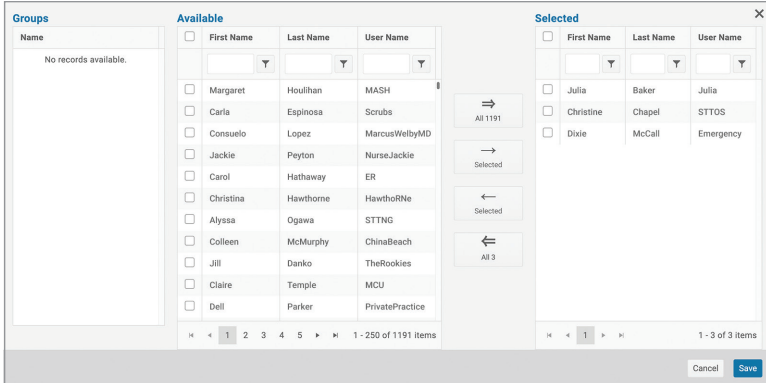 Groups
Name
No records available.
Available
First Name Last Name User Name
Margaret Houlihan MASH
Carla Espinosa Scrubs
Consuelo Lopez MarcusWelbyMD
Jackie Peyton NurseJackie
Carol Hathaway ER
Christina Hawthorne HawthoRNe
Alyssa Ogawa STTNG
Colleen McMurphy ChinaBeach
Jill Danko TheRookies
Claire Temple MCU
Dell Parker PrivatePractice
1 2 3 4 5 1 - 250 of 1191 items
All 1191
Selected
Selected
All 3
Selected
First Name Last Name User Name
Julia Baker Julia
Christine Chapel STTOS
Dixie McCall Emergency
1 1 - 3 of 3 items
Cancel Save